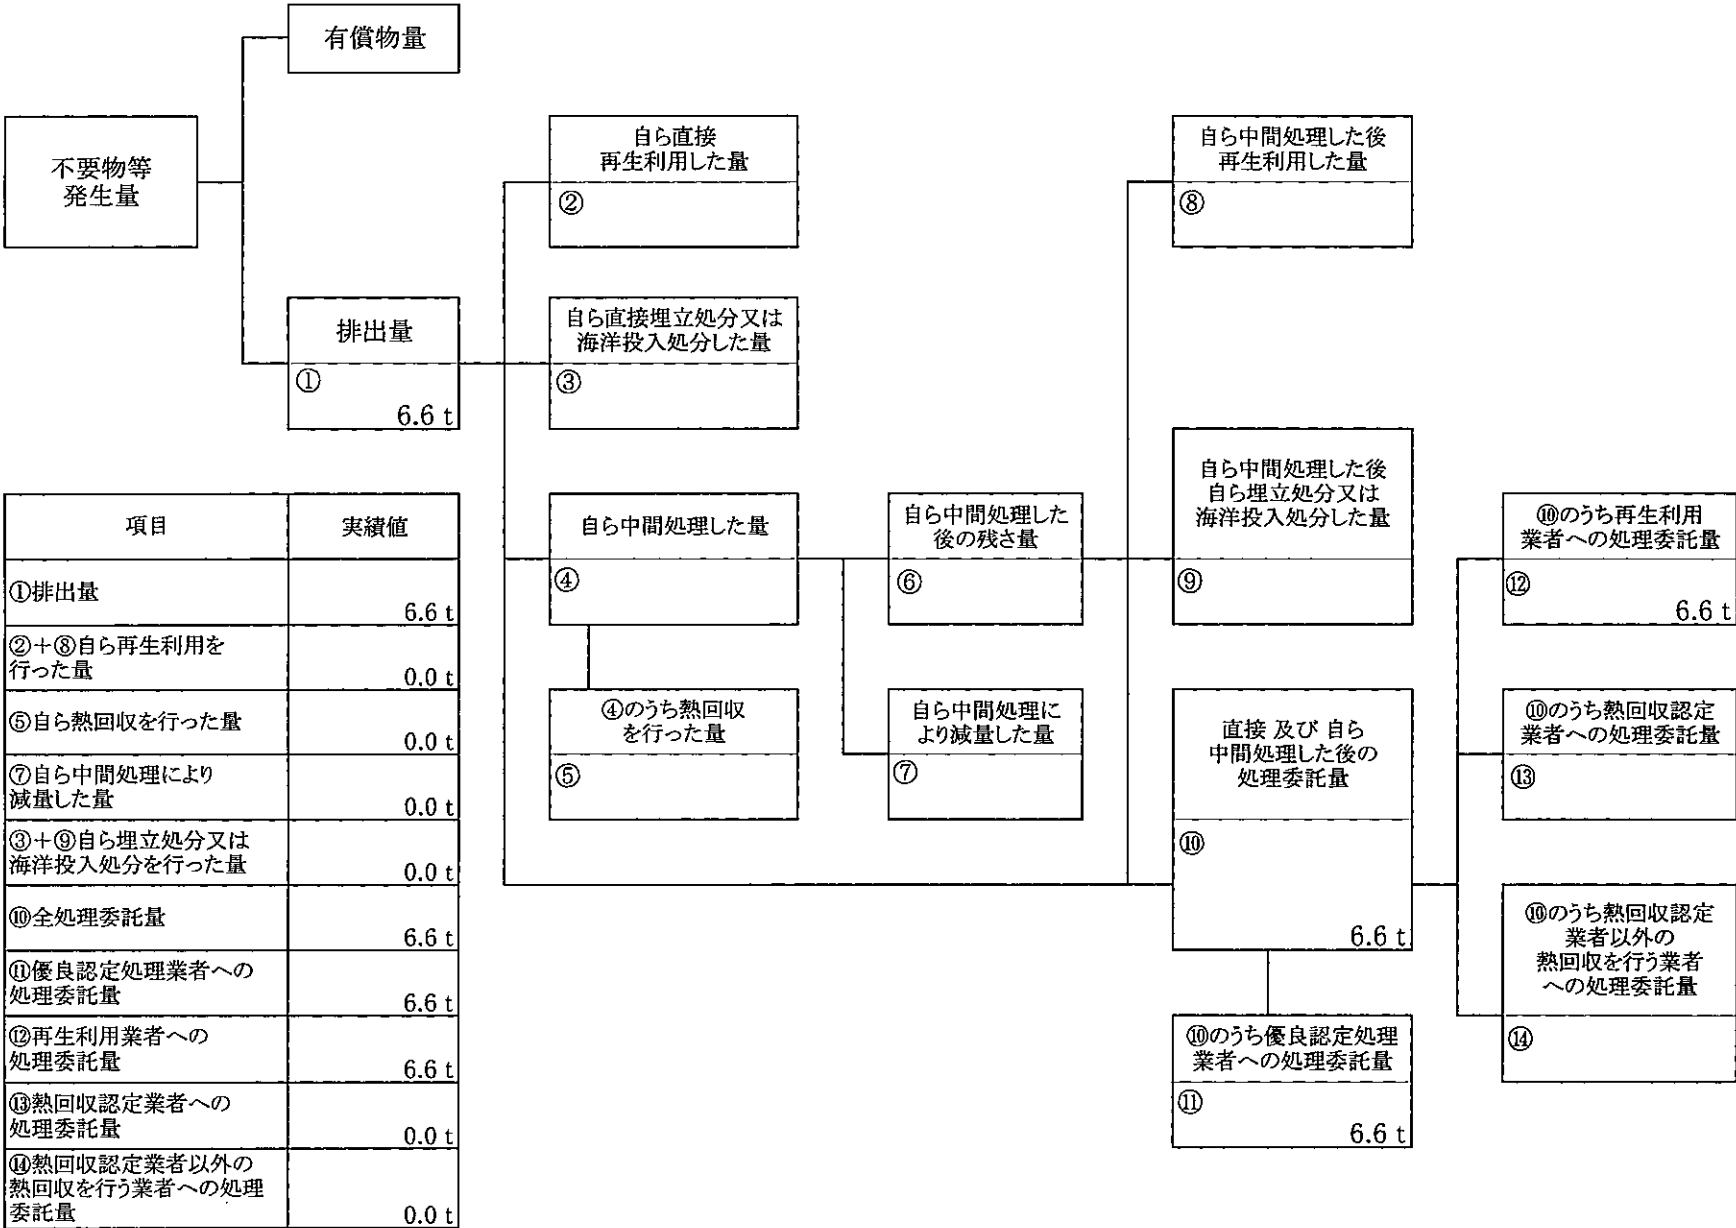 有償物量
不要物等
発生量
排出量
①
6.6 t
自ら直接
再生利用した量
②
自ら直接埋立処分又は
海洋投入処分した量
③
自ら中間処理した量
④
④のうち熱回収
を行った量
⑤
自ら中間処理した
後の残さ量
⑥
自ら中間処理に
より減量した量
⑦
自ら中間処理した後
再生利用した量
⑧
自ら中間処理した後
自ら埋立処分又は
海洋投入処分した量
⑨
直接 及び 自ら
中間処理した後の
処理委託量
⑩
6.6 t
⑩のうち優良認定処理
業者への処理委託量
⑪
6.6 t
⑩のうち再生利用
業者への処理委託量
⑫
6.6 t
⑩のうち熱回収認定
業者への処理委託量
⑬
⑩のうち熱回収認定
業者以外の
熱回収を行う業者
への処理委託量
⑭
項目 実績値
①排出量
6.6 t
②+⑧自ら再生利用を
行った量
0.0 t
⑤自ら熱回収を行った量
0.0 t
⑦自ら中間処理により
減量した量
0.0 t
③+⑨自ら埋立処分又は
海洋投入処分を行った量
0.0 t
⑩全処理委託量
6.6 t
⑪優良認定処理業者への
処理委託量
6.6 t
⑫再生利用業者への
処理委託量
6.6 t
⑬熱回収認定業者への
処理委託量
0.0 t
⑭熱回収認定業者以外の
熱回収を行う業者への処理
委託量
0.0 t